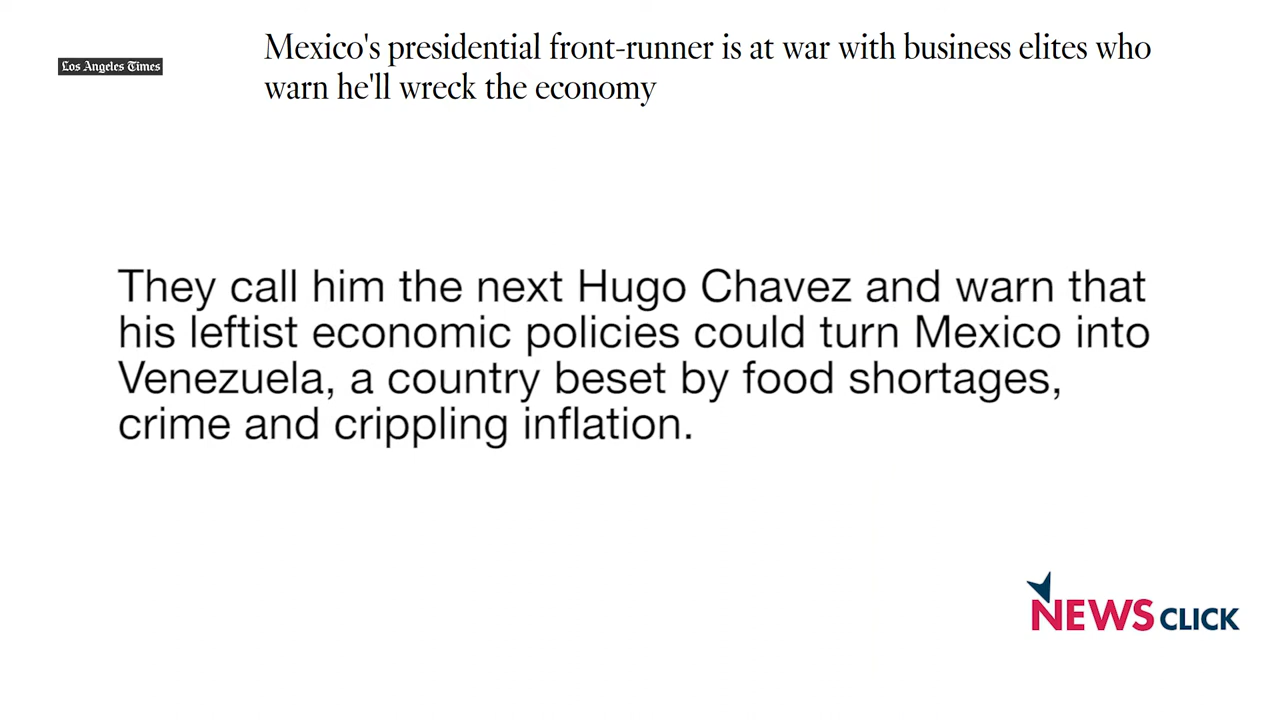 Los Angeles Times
Mexico's presidential front-runner is at war with business elites who
warn he'll wreck the economy
They call him the next Hugo Chavez and warn that
his leftist economic policies could turn Mexico into
Venezuela, a country beset by food shortages,
crime and crippling inflation.
NEWS CLICK